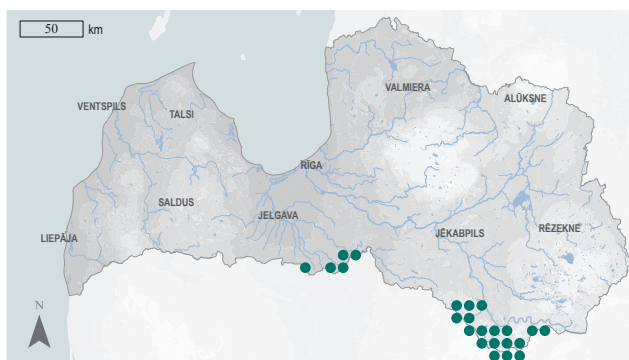 50 km
VALMIERA
ALŪKSNE
VENTSPILS
TALSI
RĪGA
SALDUS
JELGAVA
LIEPĀJA
JĒKABPILS
RĒZEKNE
N